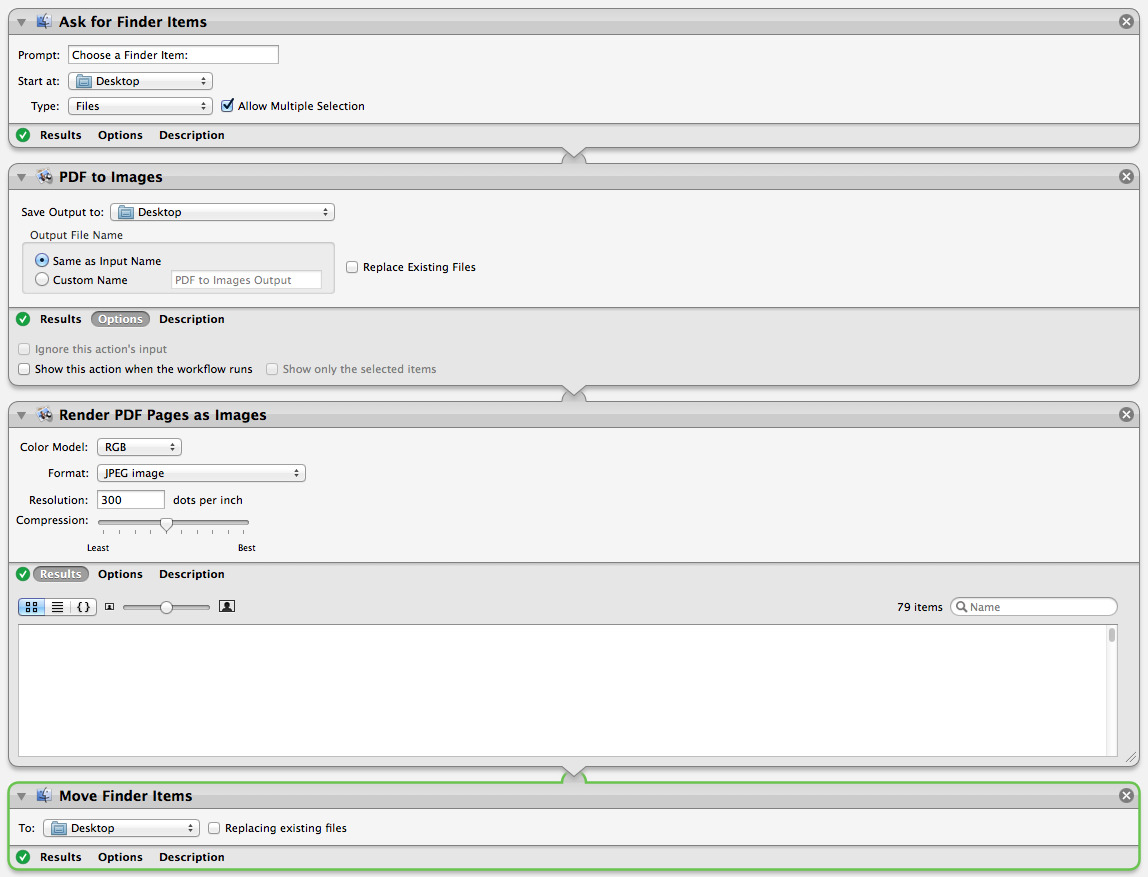 Ask for Finder Items
Prompt: Choose a Finder Item:
Start at: Desktop
Type: Files Allow Multiple Selection
Results Options Description
PDF to Images
Save Output to: Desktop
Output File Name
Same as Input Name
Replace Existing Files
Custom Name PDF to Images Output
Results Options Description
Ignore this action's input
Show this action when the workflow runs Show only the selected items
Render PDF Pages as Images
Color Model: RGB
Format: JPEG image
Resolution: 300 dots per inch
Compression:
Least Best
Results Options Description
{} 79 items Name
Move Finder Items
To: Desktop Replacing existing files
Results Options Description